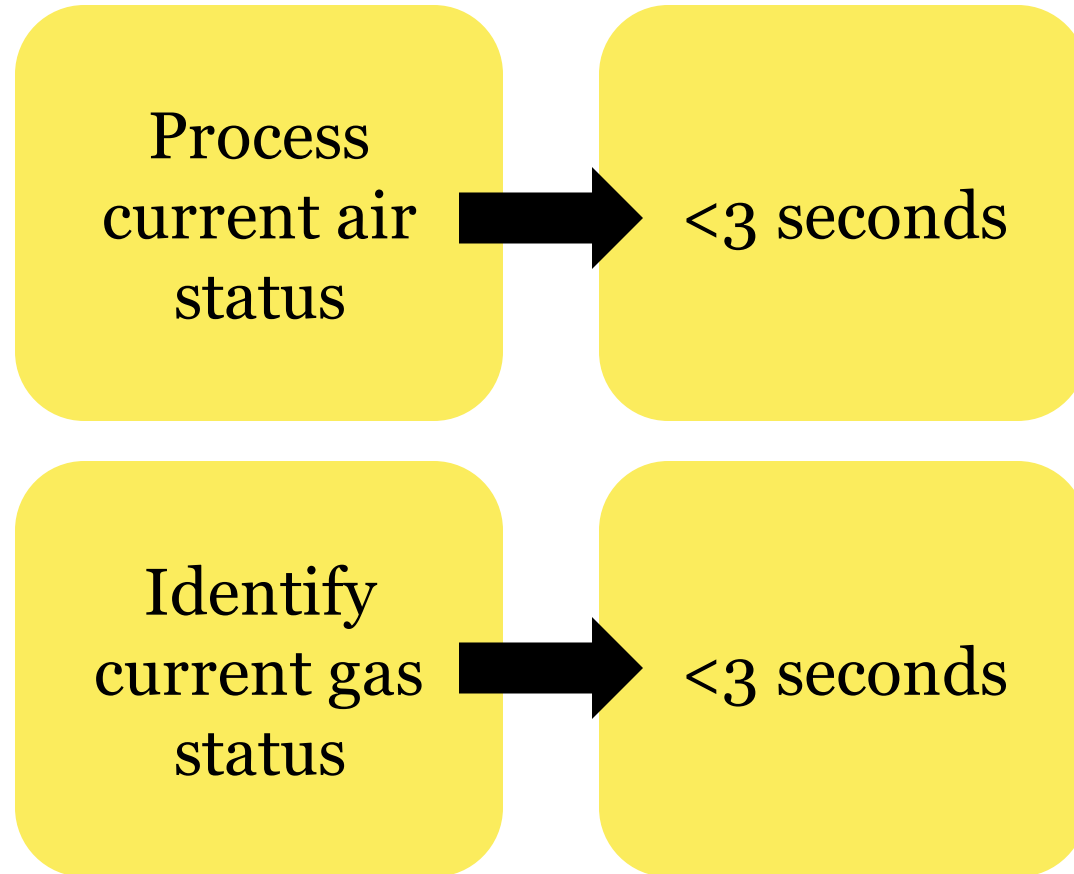 Process
current air
status
<3 seconds
Identify
current gas
status
<3 seconds